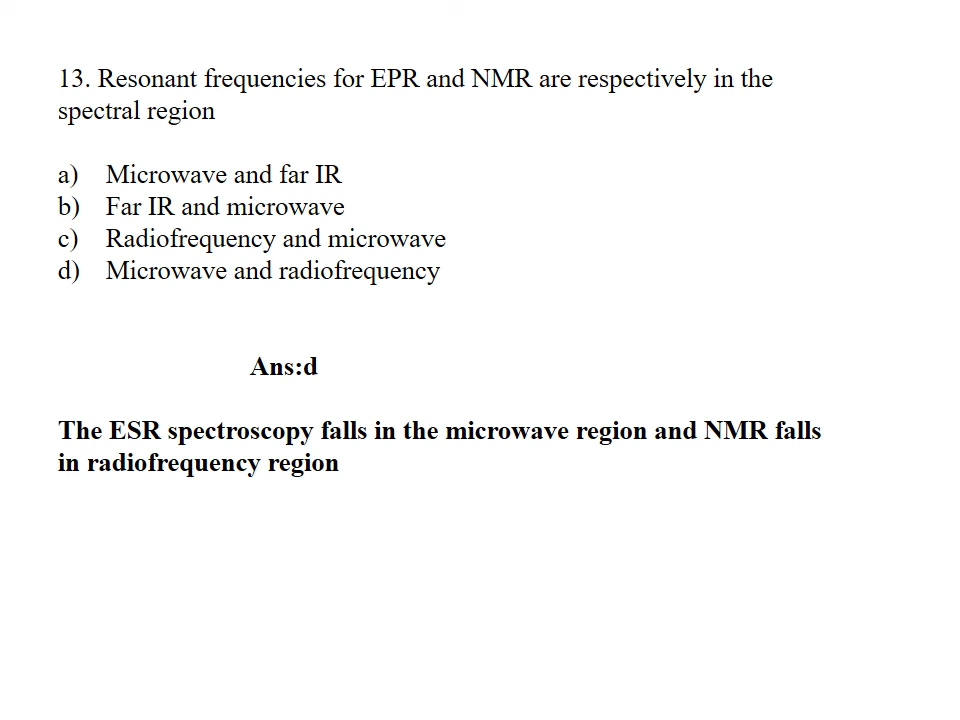 13. Resonant frequencies for EPR and NMR are respectively in the
spectral region
a) Microwave and far IR
b) Far IR and microwave
c) Radiofrequency and microwave
d) Microwave and radiofrequency
Ans:d
The ESR spectroscopy falls in the microwave region and NMR falls
in radiofrequency region